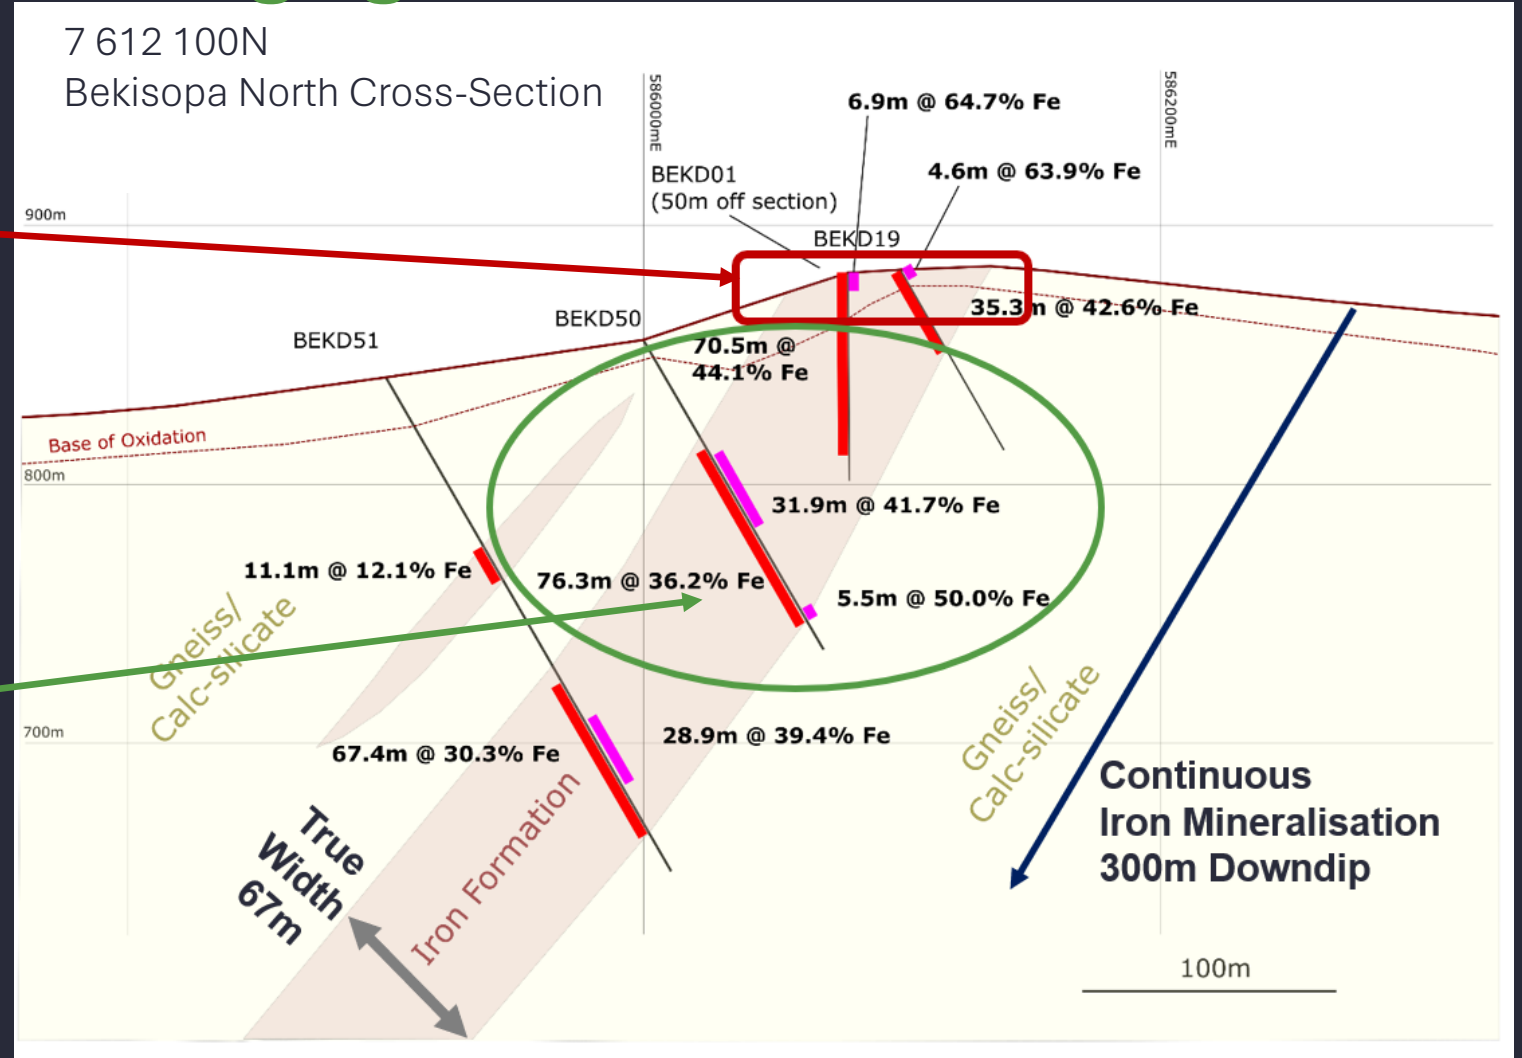 7 612 100N
Bekisopa North Cross-Section
586000mE
586200mE
6.9m @ 64.7% Fe
4.6m @ 63.9% Fe
BEKD01
(50m off section)
900m
BEKD19
35.3m @ 42.6% Fe
BEKD50
BEKD51
70.5m @
44.1% Fe
Base of Oxidation
800m
31.9m @ 41.7% Fe
11.1m @ 12.1% Fe
76.3m @ 36.2% Fe
5.5m @ 50.0% Fe
Gneiss/
Calc-silicate
Gneiss/
Calc-silicate
700m
28.9m @ 39.4% Fe
67.4m @ 30.3% Fe
Continuous
Iron Mineralisation
300m Downdip
True
Width
67m
Iron Formation
100m